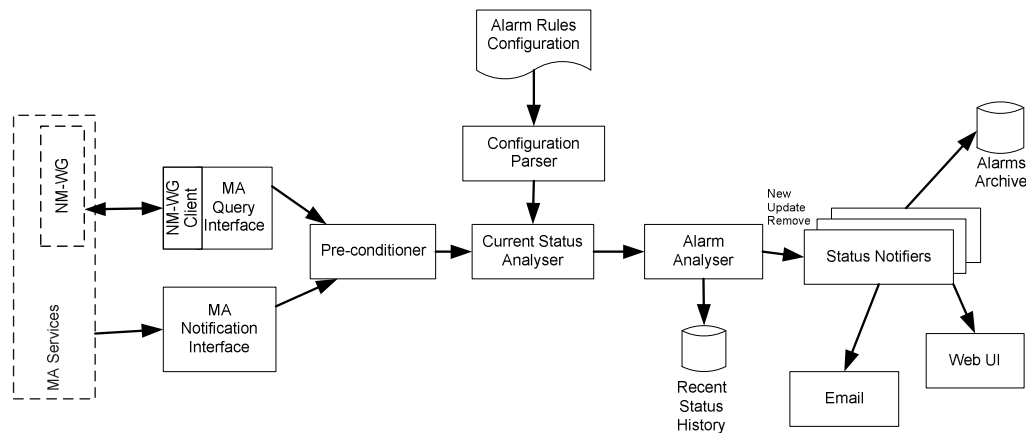 Alarm Rules
Configuration
Configuration
Parser
NM-WG
MA Services
NM-WG
Client
MA
Query
Interface
MA
Notification
Interface
Pre-conditioner
Current Status
Analyser
Alarm
Analyser
Recent
Status
History
New
Update
Remove
Status Notifiers
Alarms
Archive
Email
Web UI